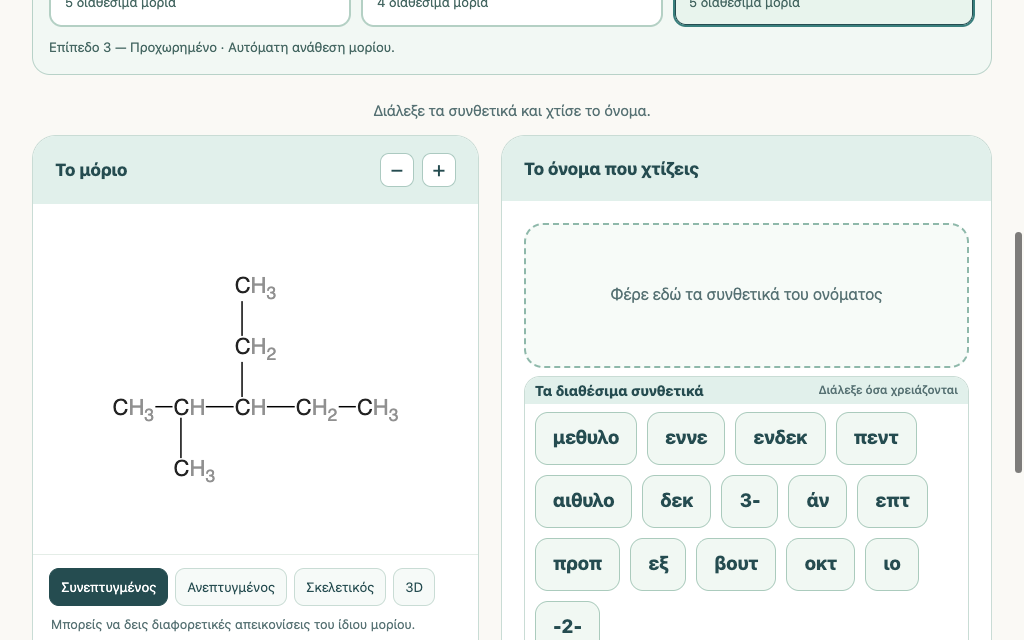 5 διαθέσιμα μόρια
4 διαθέσιμα μόρια
5 διαθέσιμα μόρια
Επίπεδο 3 — Προχωρημένο · Αυτόματη ανάθεση μορίου.
Διάλεξε τα συνθετικά και χτίσε το όνομα.
Το μόριο
− +
CH3
CH2
CH3—CH—CH—CH2—CH3
CH3
Συνεπτυγμένος Ανεπτυγμένος Σκελετικός 3D
Μπορείς να δεις διαφορετικές απεικονίσεις του ίδιου μορίου.
Το όνομα που χτίζεις
Φέρε εδώ τα συνθετικά του ονόματος
Τα διαθέσιμα συνθετικά Διάλεξε όσα χρειάζονται
μεθυλο εννε ενδεκ πεντ
αιθυλο δεκ 3- άν επτ
προπ εξ βουτ οκτ ιο
-2-